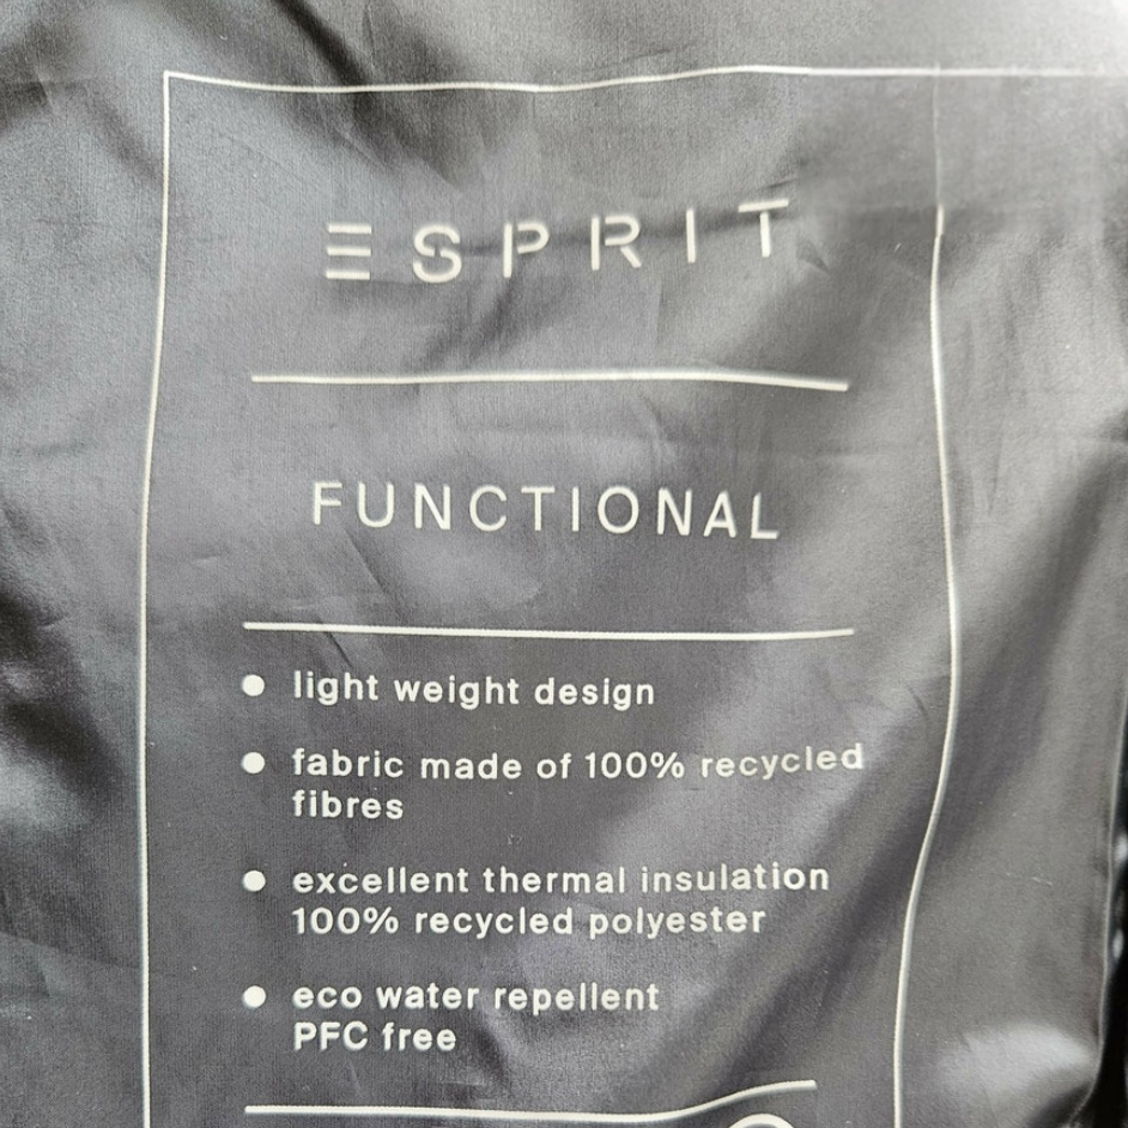 ESPRIT
FUNCTIONAL
● light weight design
● fabric made of 100% recycled
fibres
● excellent thermal insulation
100% recycled polyester
● eco water repellent
PFC free